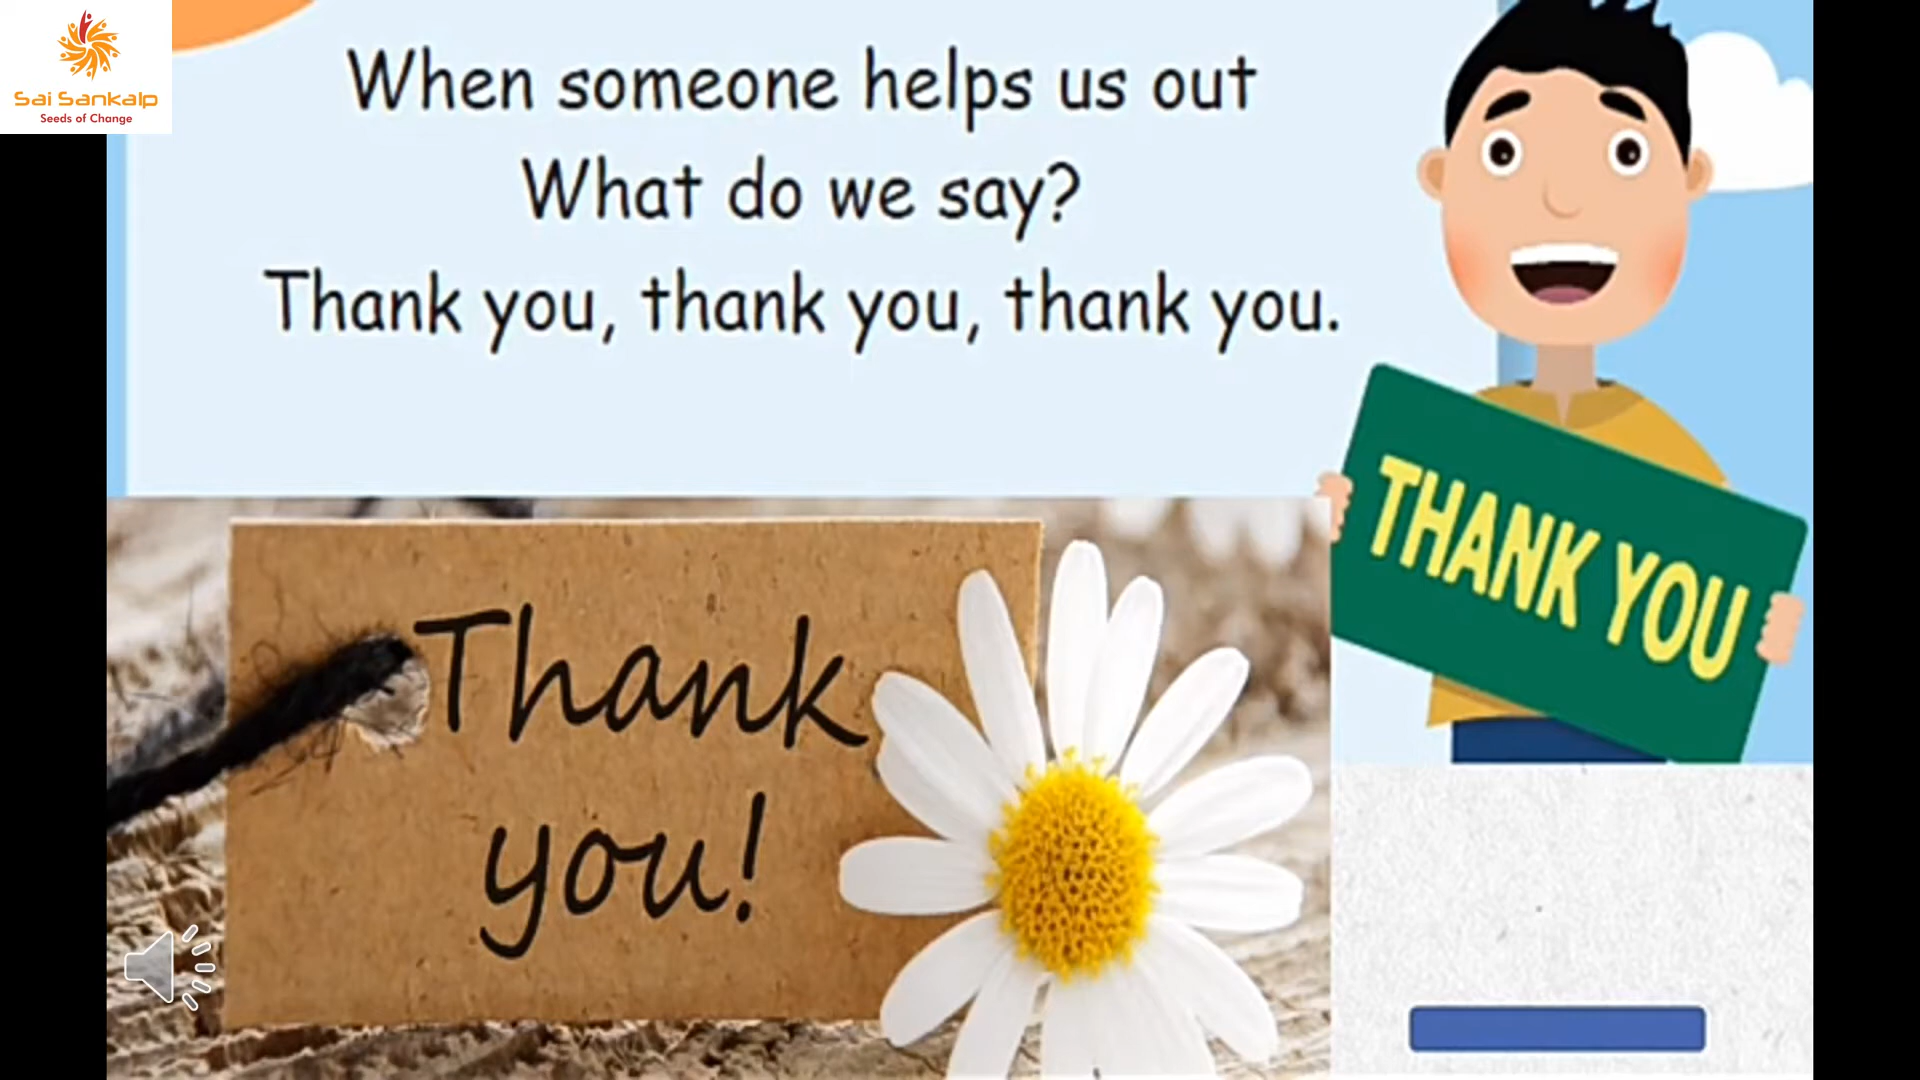 Sai Sankalp
Seeds of Change
When someone helps us out
What do we say?
Thank you, thank you, thank you.
THANK YOU
Thank
you!